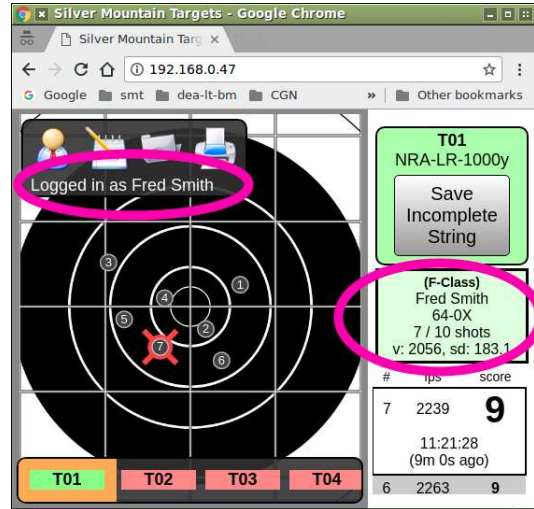 Silver Mountain Targets - Google Chrome
Silver Mountain Targ
192.168.0.47
Google smt dea-lt-bm CGN » Other bookmarks
Logged in as Fred Smith
3
1
4
5
2
7
6
T01 T02 T03 T04
T01
NRA-LR-1000y
Save
Incomplete
String
(F-Class)
Fred Smith
64-0X
7 / 10 shots
v: 2056, sd: 183.1
# fps score
7 2239 9
11:21:28
(9m 0s ago)
6 2263 9